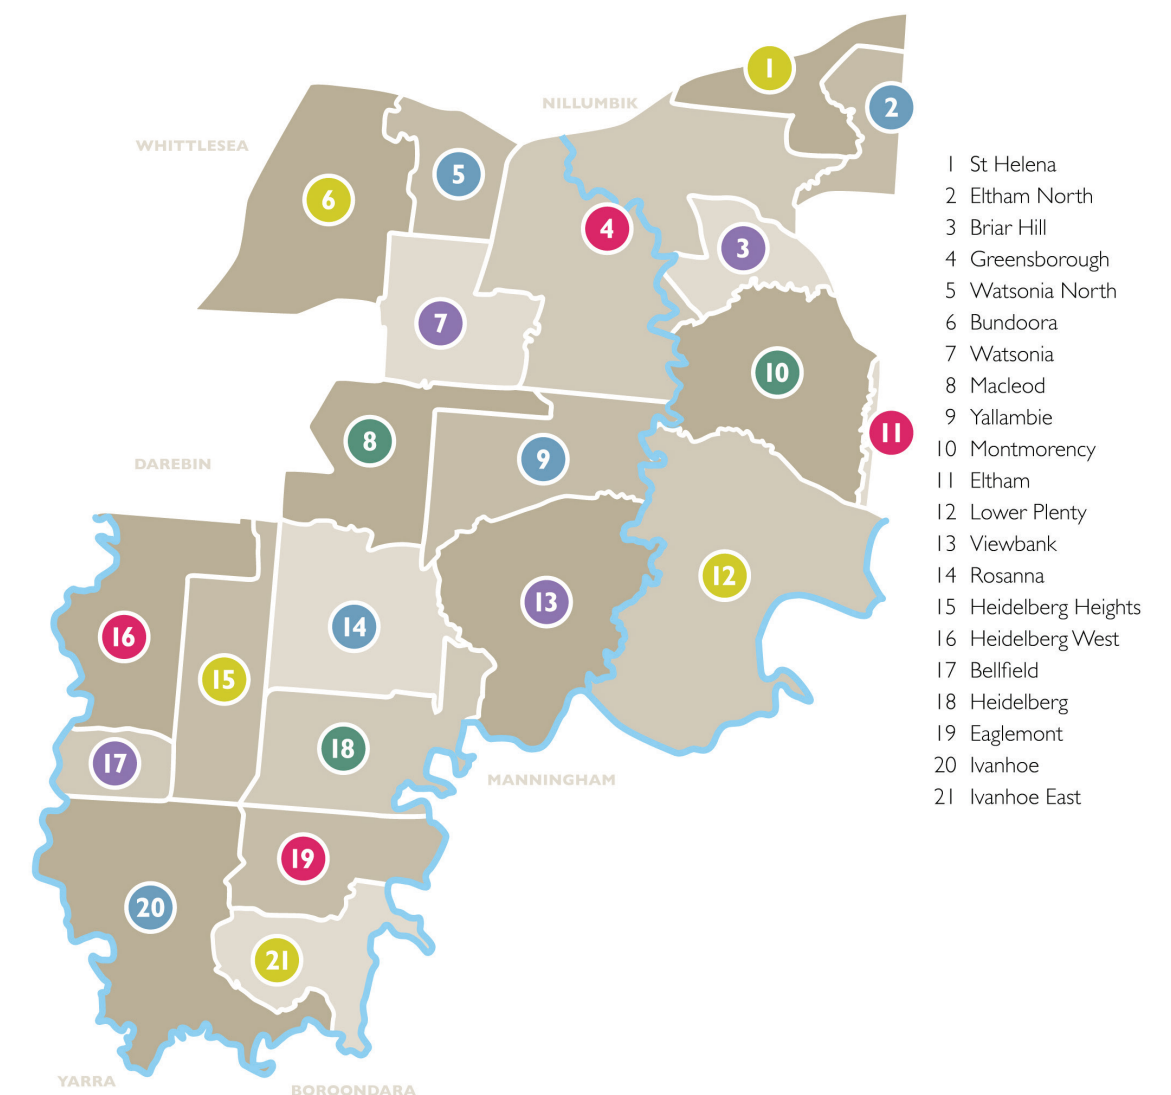 NILLUMBIK
WHITTLESEA
DAREBIN
MANNINGHAM
YARRA
BOROONDARA
1
2
3
4
5
6
7
8
9
10
11
12
13
14
15
16
17
18
19
20
21
1 St Helena
2 Eltham North
3 Briar Hill
4 Greensborough
5 Watsonia North
6 Bundoora
7 Watsonia
8 Macleod
9 Yallambie
10 Montmorency
11 Eltham
12 Lower Plenty
13 Viewbank
14 Rosanna
15 Heidelberg Heights
16 Heidelberg West
17 Bellfield
18 Heidelberg
19 Eaglemont
20 Ivanhoe
21 Ivanhoe East